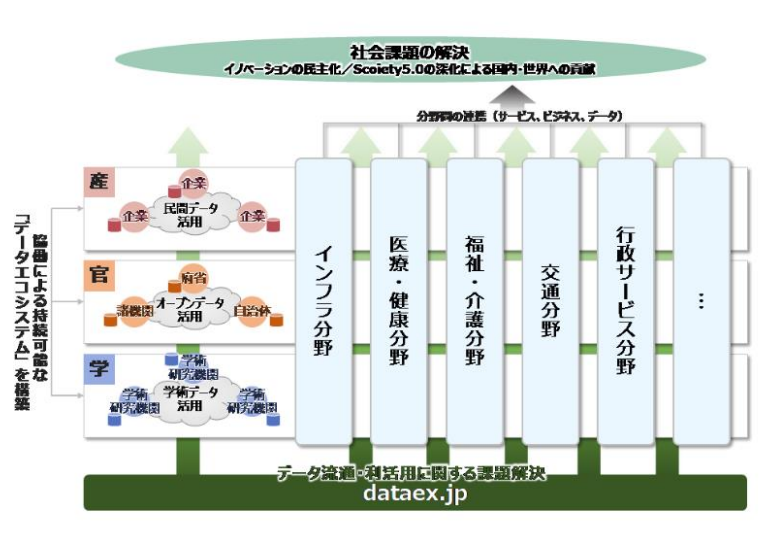 社会課題の解決
イノベーションの民主化／Scoiety5.0の深化による国内・世界への貢献
分野間の連携（サービス、ビジネス、データ）
協働による持続可能な
「データエコシステム」を構築
産
企業
企業
民間データ
活用
企業
官
府省
諸機関
オープンデータ
活用
自治体
学
学術
研究機関
学術
研究機関
学術データ
活用
学術
研究機関
インフラ分野
医療・健康分野
福祉・介護分野
交通分野
行政サービス分野
…
データ流通・利活用に関する課題解決
dataex.jp